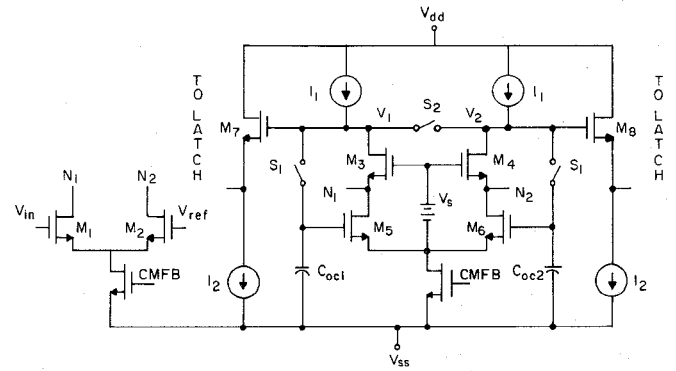 Vdd
TO LATCH
I1
S2
I1
TO LATCH
V1
V2
M7
M8
S1
M3
M4
S1
N1
N2
N1
Vs
N2
Vin
M1
M2
Vref
M5
M6
CMFB
I2
Coc1
CMFB
Coc2
I2
Vss